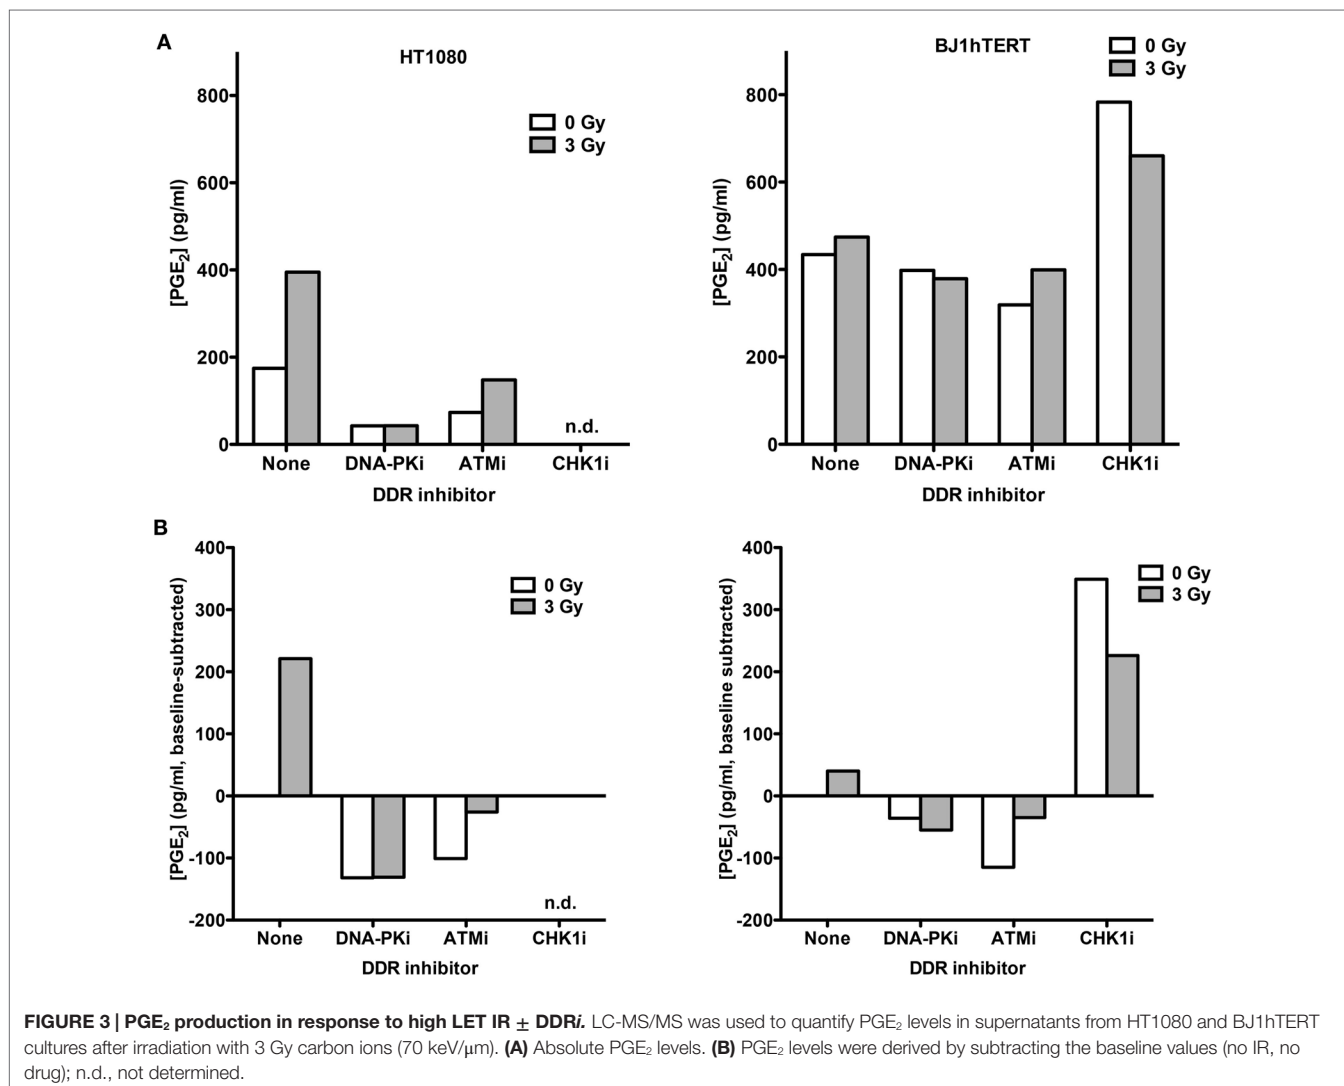 A
HT1080
0 Gy
3 Gy
[PGE₂] (pg/ml)
800
600
400
200
0
n.d.
None DNA-PKi ATMi CHK1i
DDR inhibitor
BJ1hTERT
0 Gy
3 Gy
[PGE₂] (pg/ml)
800
600
400
200
0
None DNA-PKi ATMi CHK1i
DDR inhibitor
B
0 Gy
3 Gy
[PGE₂] (pg/ml, baseline-subtracted)
400
300
200
100
0
-100
-200
n.d.
None DNA-PKi ATMi CHK1i
DDR inhibitor
0 Gy
3 Gy
[PGE₂] (pg/ml, baseline subtracted)
400
300
200
100
0
-100
-200
None DNA-PKi ATMi CHK1i
DDR inhibitor
FIGURE 3 | PGE₂ production in response to high LET IR ± DDRi. LC-MS/MS was used to quantify PGE₂ levels in supernatants from HT1080 and BJ1hTERT
cultures after irradiation with 3 Gy carbon ions (70 keV/μm). (A) Absolute PGE₂ levels. (B) PGE₂ levels were derived by subtracting the baseline values (no IR, no
drug); n.d., not determined.